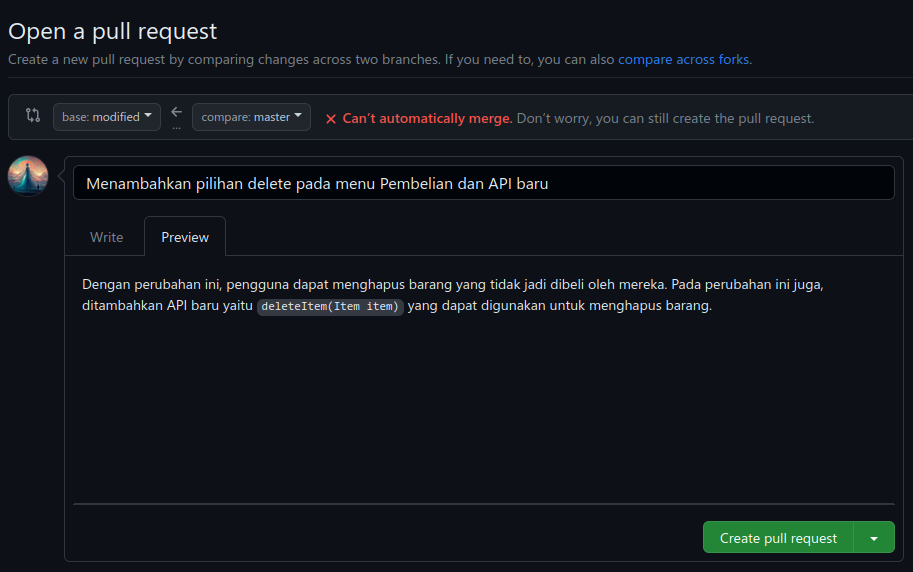 Open a pull request
Create a new pull request by comparing changes across two branches. If you need to, you can also compare across forks.
base: modified
...
compare: master
Can't automatically merge. Don't worry, you can still create the pull request.
Menambahkan pilihan delete pada menu Pembelian dan API baru
Write
Preview
Dengan perubahan ini, pengguna dapat menghapus barang yang tidak jadi dibeli oleh mereka. Pada perubahan ini juga,
ditambahkan API baru yaitu deleteItem(Item item) yang dapat digunakan untuk menghapus barang.
Create pull request